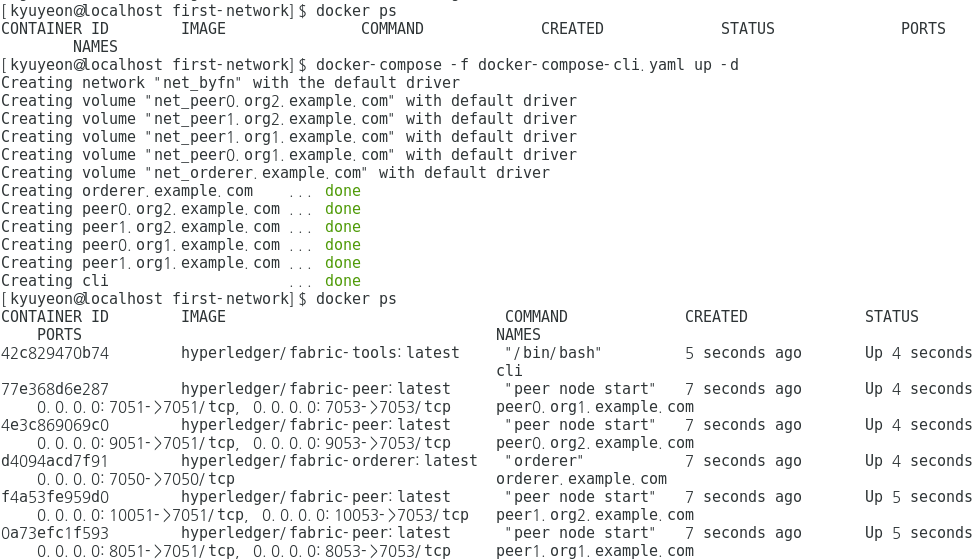 [kyuyeon@localhost first-network]$ docker ps
CONTAINER ID        IMAGE               COMMAND             CREATED             STATUS              PORTS
        NAMES
[kyuyeon@localhost first-network]$ docker-compose -f docker-compose-cli.yaml up -d
Creating network "net_byfn" with the default driver
Creating volume "net_peer0.org2.example.com" with default driver
Creating volume "net_peer1.org2.example.com" with default driver
Creating volume "net_peer1.org1.example.com" with default driver
Creating volume "net_peer0.org1.example.com" with default driver
Creating volume "net_orderer.example.com" with default driver
Creating orderer.example.com    ... done
Creating peer0.org2.example.com ... done
Creating peer1.org2.example.com ... done
Creating peer0.org1.example.com ... done
Creating peer1.org1.example.com ... done
Creating cli                    ... done
[kyuyeon@localhost first-network]$ docker ps
CONTAINER ID        IMAGE                               COMMAND             CREATED             STATUS
    PORTS                                              NAMES
42c829470b74        hyperledger/fabric-tools:latest     "/bin/bash"         5 seconds ago       Up 4 seconds
                                                       cli
77e368d6e287        hyperledger/fabric-peer:latest      "peer node start"   7 seconds ago       Up 4 seconds
    0.0.0.0:7051->7051/tcp, 0.0.0.0:7053->7053/tcp     peer0.org1.example.com
4e3c869069c0        hyperledger/fabric-peer:latest      "peer node start"   7 seconds ago       Up 4 seconds
    0.0.0.0:9051->7051/tcp, 0.0.0.0:9053->7053/tcp     peer0.org2.example.com
d4094acd7f91        hyperledger/fabric-orderer:latest   "orderer"           7 seconds ago       Up 4 seconds
    0.0.0.0:7050->7050/tcp                             orderer.example.com
f4a53fe959d0        hyperledger/fabric-peer:latest      "peer node start"   7 seconds ago       Up 5 seconds
    0.0.0.0:10051->7051/tcp, 0.0.0.0:10053->7053/tcp   peer1.org2.example.com
0a73efc1f593        hyperledger/fabric-peer:latest      "peer node start"   7 seconds ago       Up 5 seconds
    0.0.0.0:8051->7051/tcp, 0.0.0.0:8053->7053/tcp     peer1.org1.example.com